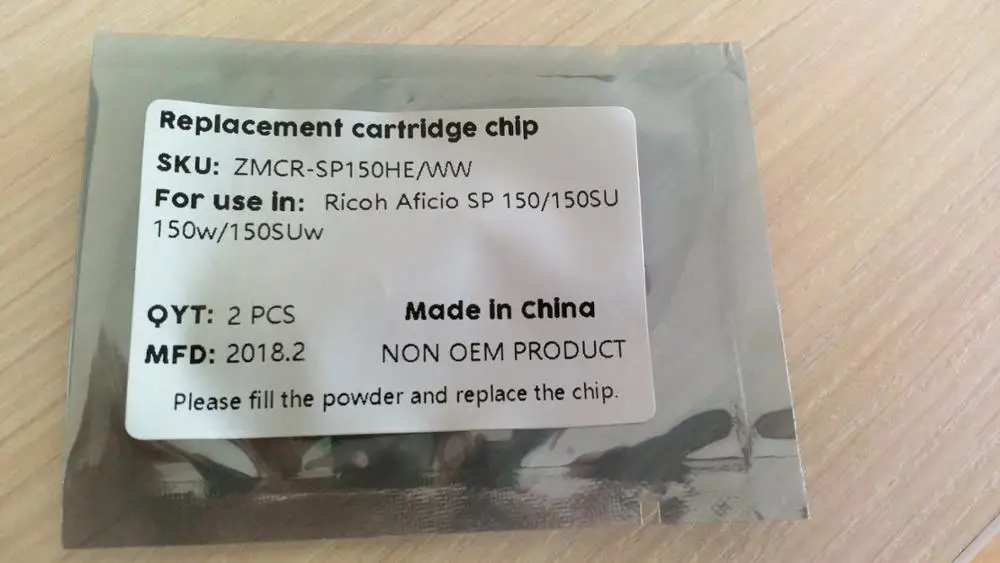 Replacement cartridge chip
SKU: ZMCR-SP150HE/WW
For use in: Ricoh Aficio SP 150/150SU
150w/150SUw
QYT: 2 PCS Made in China
MFD: 2018.2 NON OEM PRODUCT
Please fill the powder and replace the chip.